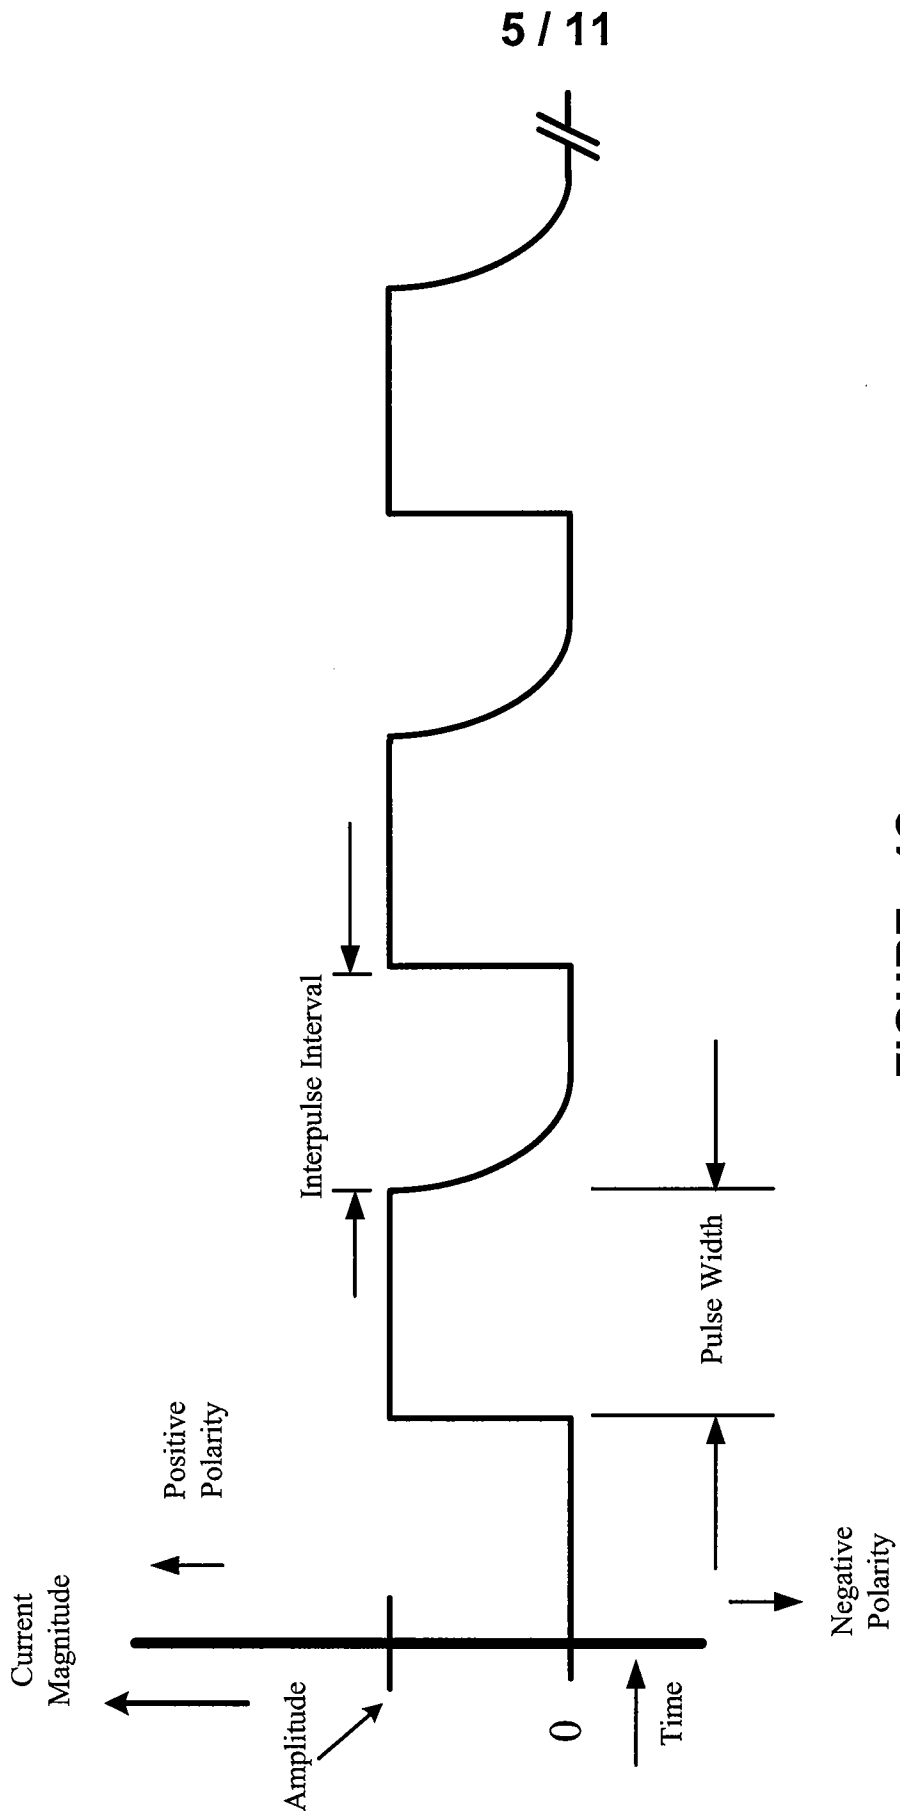 5 / 11
Current
Magnitude
Positive
Polarity
Interpulse Interval
Amplitude
0
Time
Pulse Width
Negative
Polarity